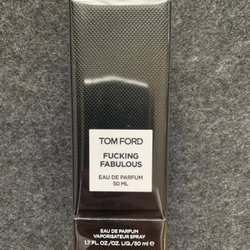 TOM FORD
FUCKING
FABULOUS
EAU DE PARFUM
50 ML
EAU DE PARFUM
VAPORISATEUR SPRAY
1.7 FL.OZ./OZ. LIQ./50 ml ℮